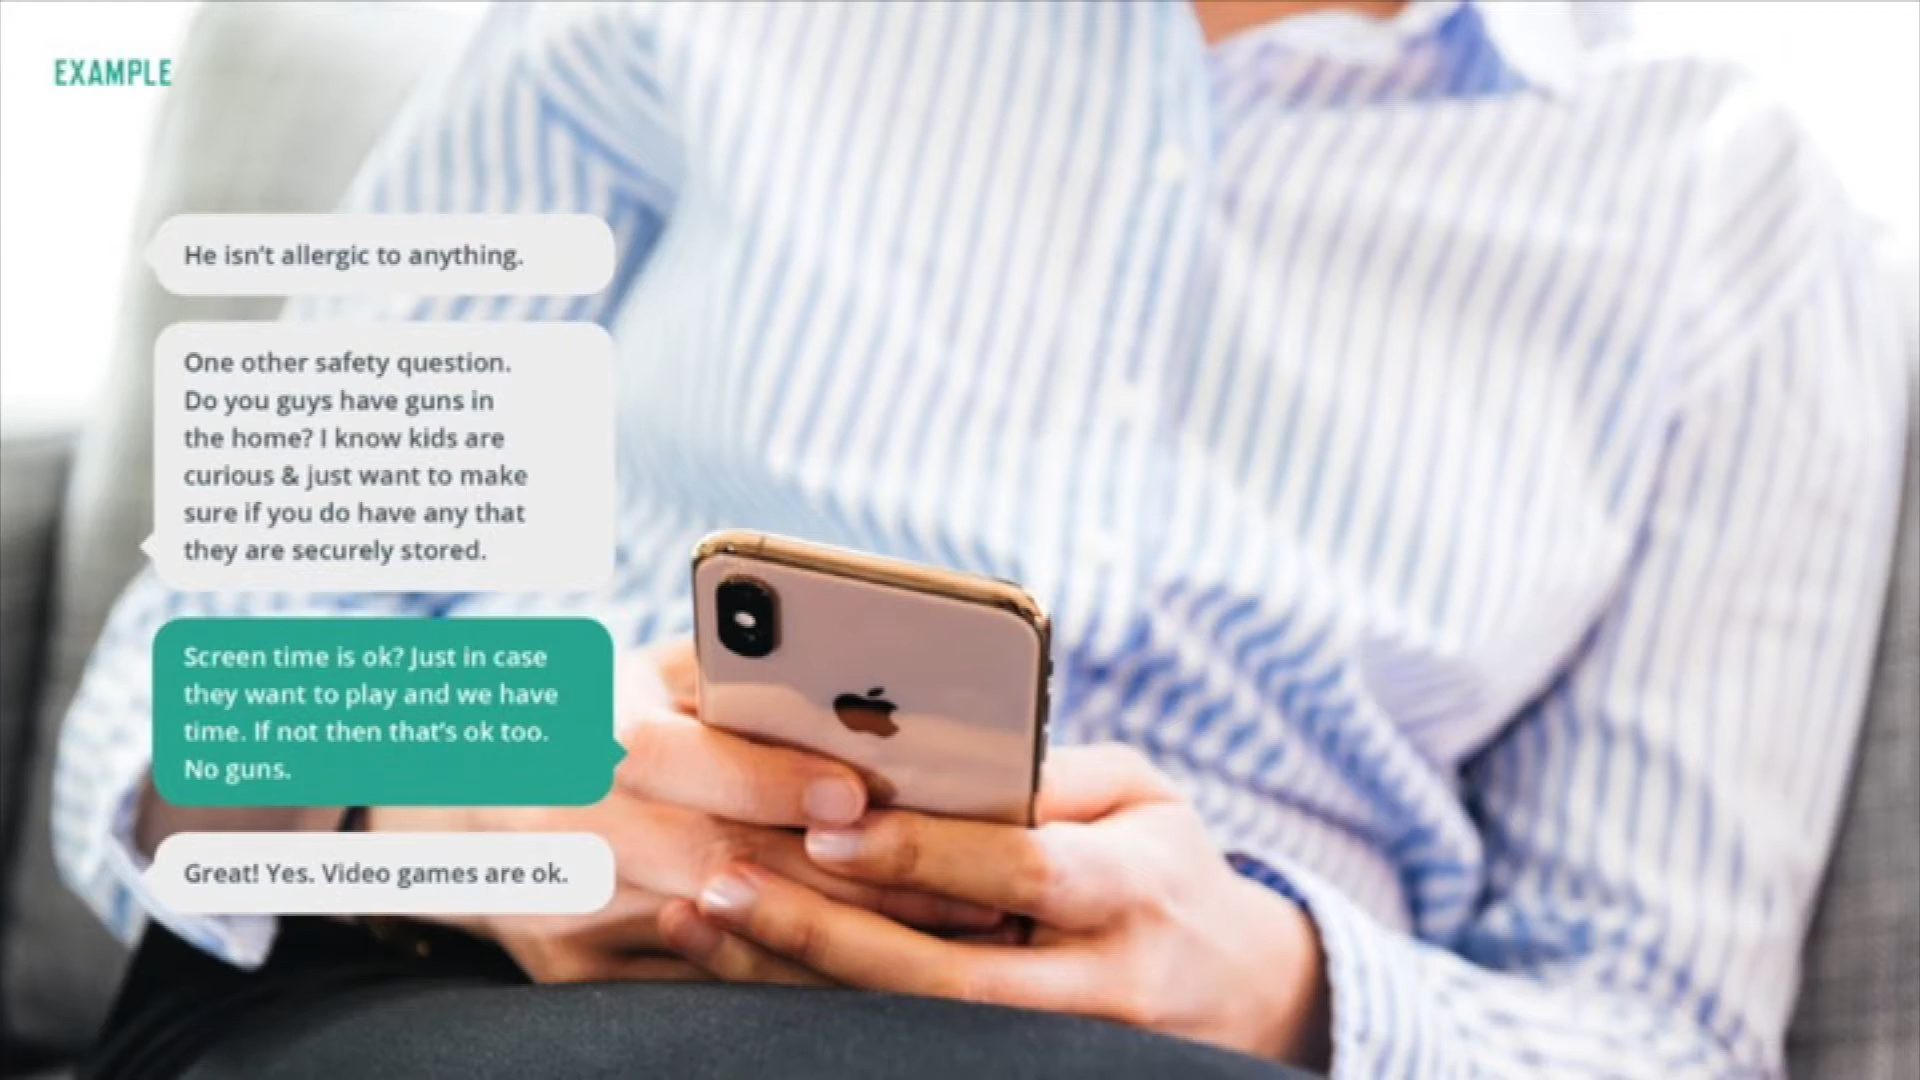 EXAMPLE
He isn't allergic to anything.
One other safety question.
Do you guys have guns in
the home? I know kids are
curious & just want to make
sure if you do have any that
they are securely stored.
Screen time is ok? Just in case
they want to play and we have
time. If not then that's ok too.
No guns.
Great! Yes. Video games are ok.